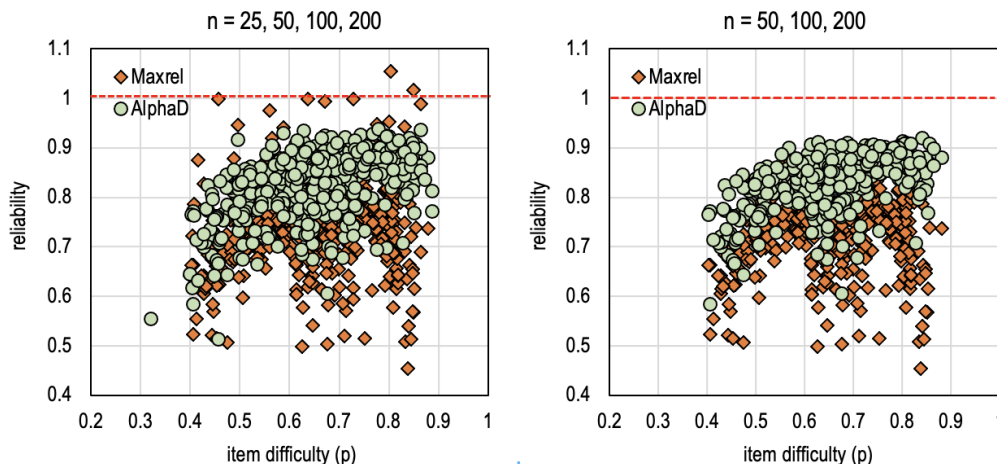 n = 25, 50, 100, 200
1.1
1
0.9
0.8
0.7
0.6
0.5
0.4
reliability
Maxrel
AlphaD
0.2 0.3 0.4 0.5 0.6 0.7 0.8 0.9 1
item difficulty (p)
n = 50, 100, 200
1.1
1
0.9
0.8
0.7
0.6
0.5
0.4
reliability
Maxrel
AlphaD
0.2 0.3 0.4 0.5 0.6 0.7 0.8 0.9 1
item difficulty (p)